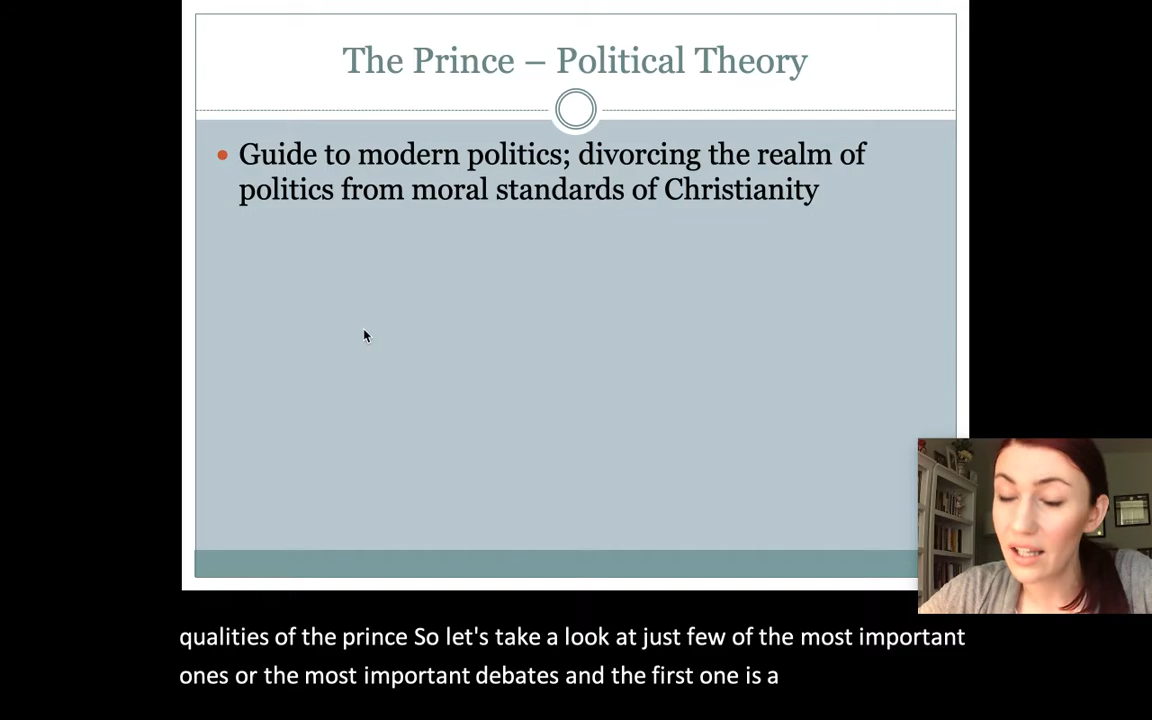 The Prince – Political Theory
Guide to modern politics; divorcing the realm of
politics from moral standards of Christianity
qualities of the prince So let's take a look at just few of the most important
ones or the most important debates and the first one is a